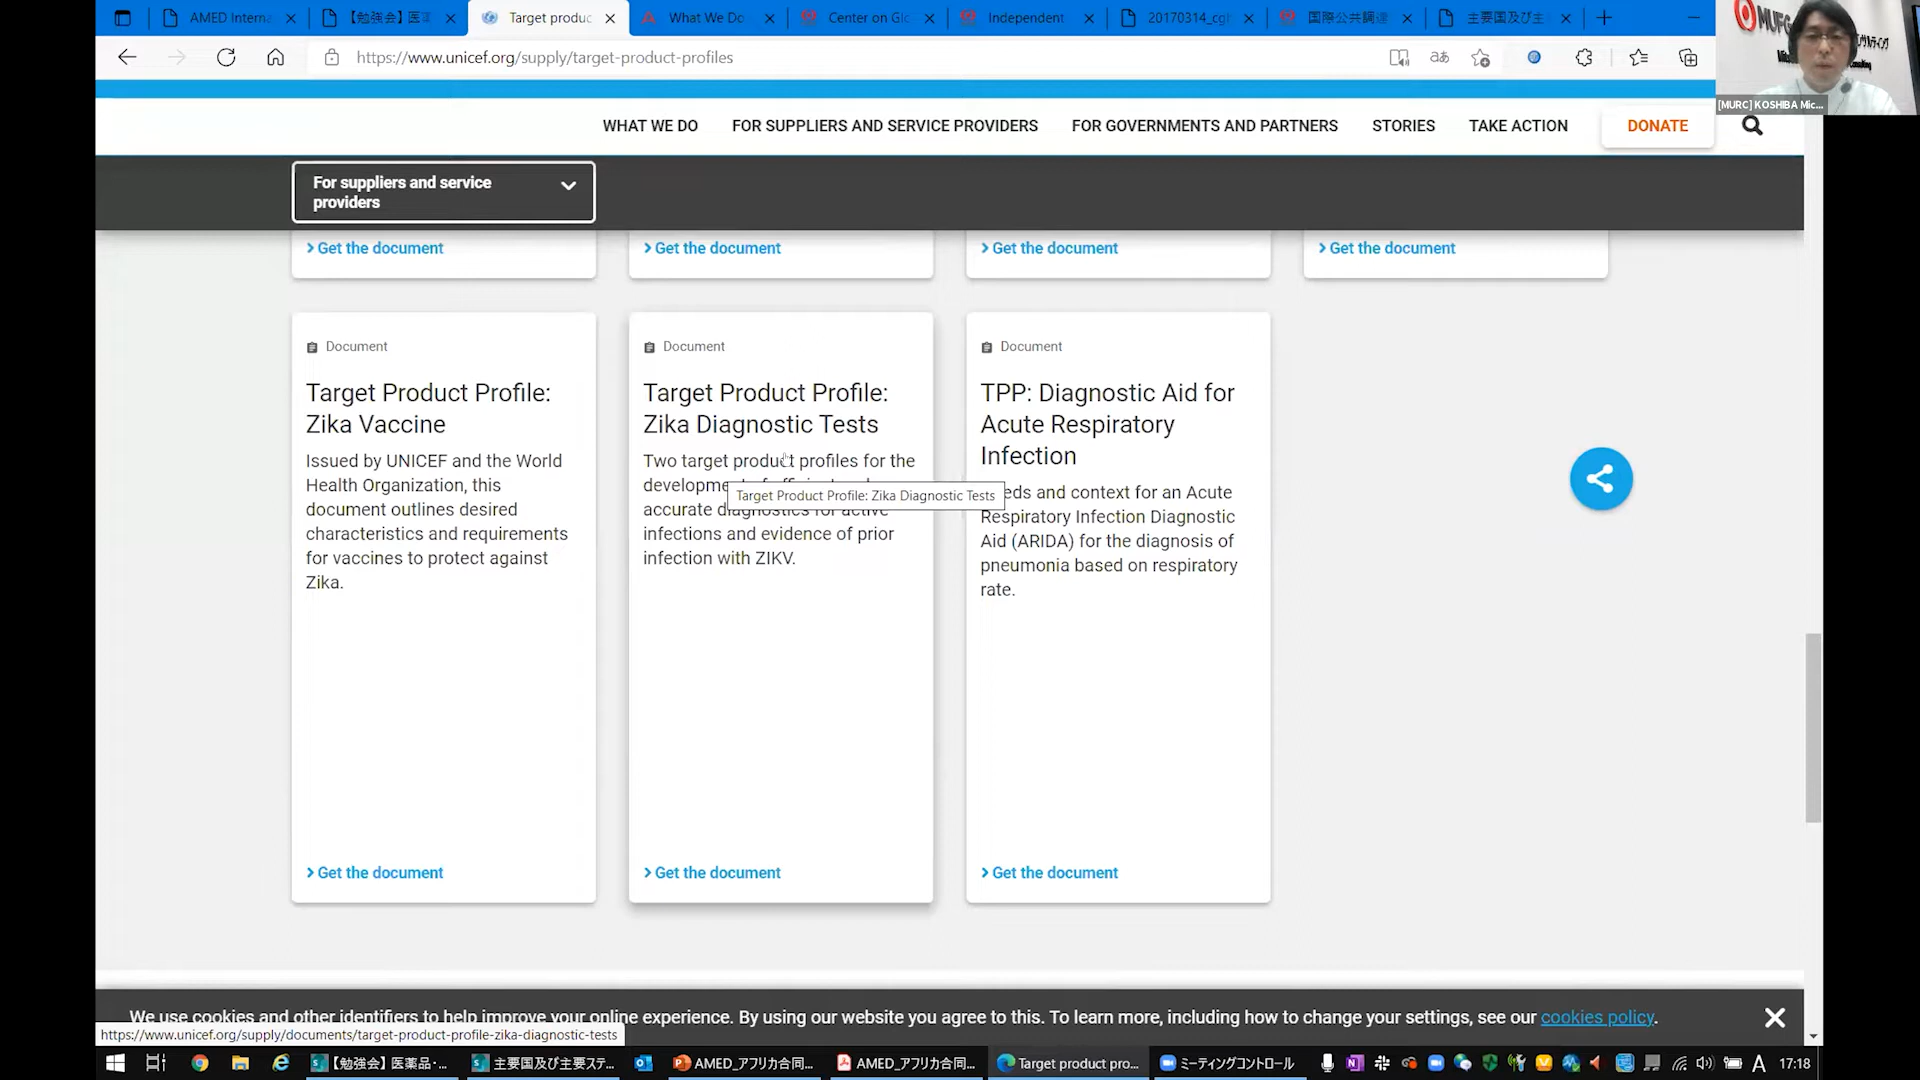 AMED Interna
【勉強会】医
Target produc
What We Do
Center on Glo
Independent
20170314_cgl
国際公共調達
主要国及び主
https://www.unicef.org/supply/target-product-profiles
[MURC] KOSHIBA Mic...
WHAT WE DO
FOR SUPPLIERS AND SERVICE PROVIDERS
FOR GOVERNMENTS AND PARTNERS
STORIES
TAKE ACTION
DONATE
For suppliers and service
providers
Get the document
Get the document
Get the document
Get the document
Document
Target Product Profile:
Zika Vaccine
Issued by UNICEF and the World
Health Organization, this
document outlines desired
characteristics and requirements
for vaccines to protect against
Zika.
Get the document
Document
Target Product Profile:
Zika Diagnostic Tests
Two target product profiles for the
Target Product Profile: Zika Diagnostic Tests
infections and evidence of prior
infection with ZIKV.
Get the document
Document
TPP: Diagnostic Aid for
Acute Respiratory
Infection
eds and context for an Acute
Respiratory Infection Diagnostic
Aid (ARIDA) for the diagnosis of
pneumonia based on respiratory
rate.
Get the document
We use cookies and other identifiers to help improve your online experience. By using our website you agree to this. To learn more, including how to change your settings, see our cookies policy.
https://www.unicef.org/supply/documents/target-product-profile-zika-diagnostic-tests
【勉強会】医薬品・...
主要国及び主要ステ...
AMED_アフリカ合同...
AMED_アフリカ合同...
Target product pro...
ミーティングコントロール
A
17:18